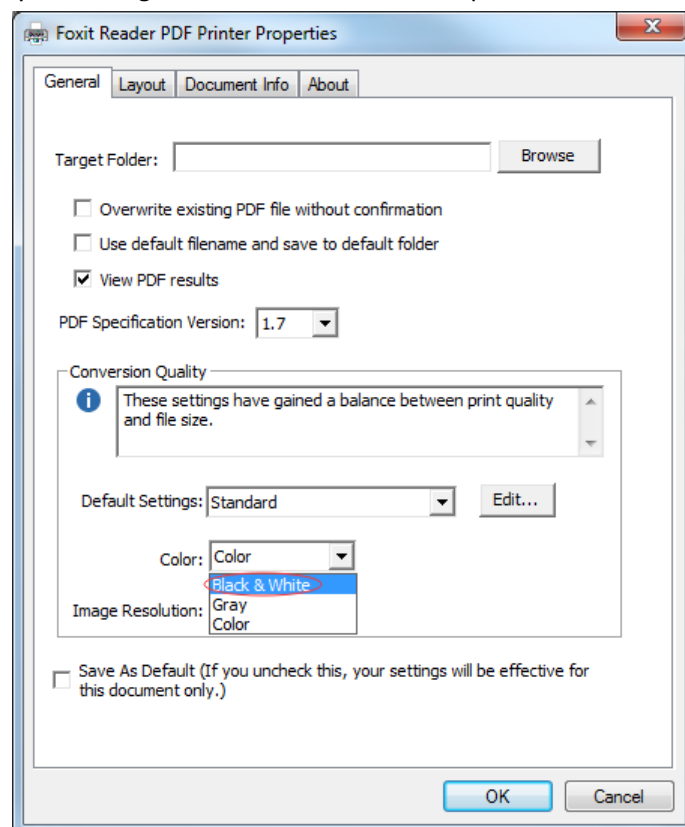 Foxit Reader PDF Printer Properties
X
General Layout Document Info About
Target Folder: Browse
Overwrite existing PDF file without confirmation
Use default filename and save to default folder
View PDF results
PDF Specification Version: 1.7
Conversion Quality
These settings have gained a balance between print quality
and file size.
Default Settings: Standard Edit...
Color: Color
Black & White
Image Resolution: Gray
Color
Save As Default (If you uncheck this, your settings will be effective for
this document only.)
OK Cancel